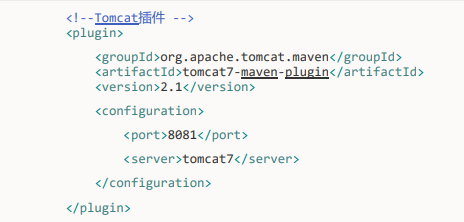 <!--Tomcat插件 -->
<plugin>
<groupId>org.apache.tomcat.maven</groupId>
<artifactId>tomcat7-maven-plugin</artifactId>
<version>2.1</version>
<configuration>
<port>8081</port>
<server>tomcat7</server>
</configuration>
</plugin>